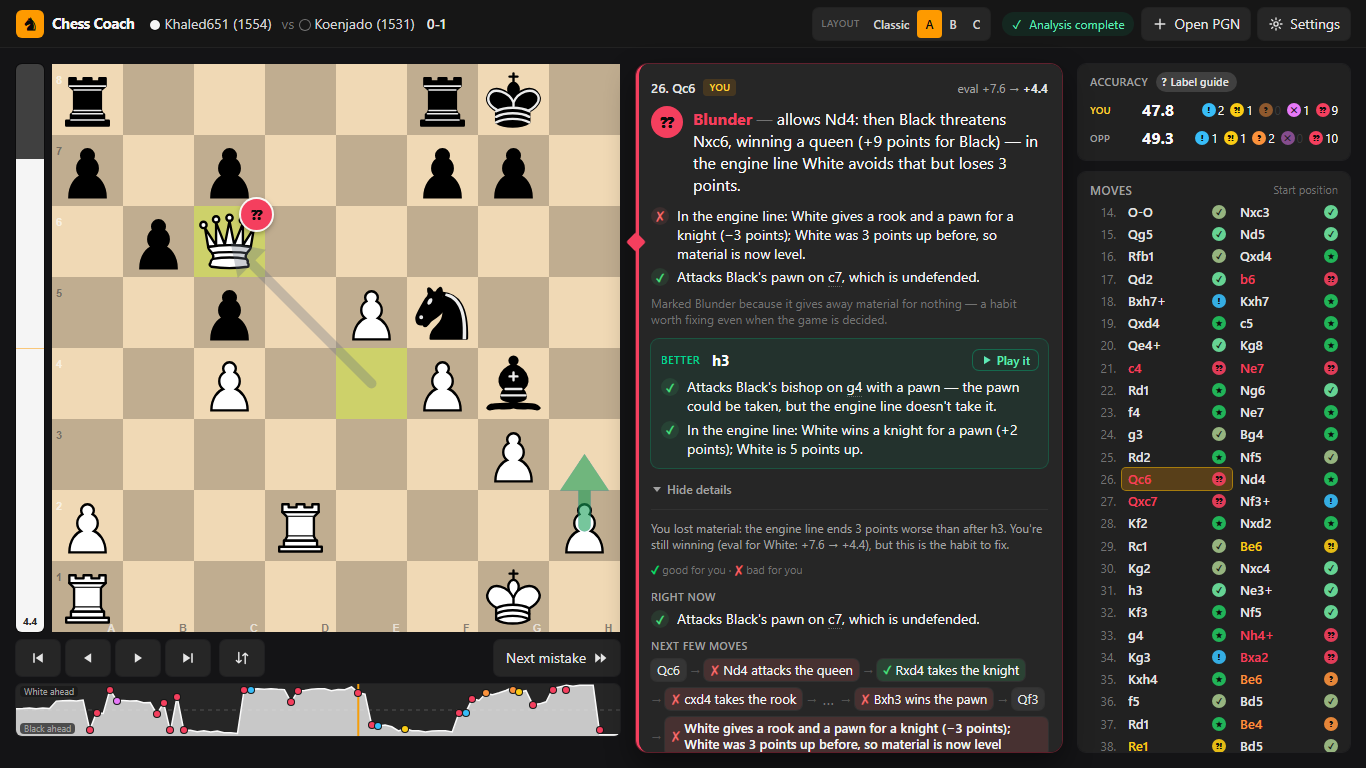 Chess Coach
Khaled651 (1554) vs Koenjado (1531) 0-1
LAYOUT Classic A B C
✓ Analysis complete
+ Open PGN
Settings
8
7
6
5
4
3
2
1
A B C D E F G H
??
4.4
Next mistake
White ahead
Black ahead
26. Qc6 YOU eval +7.6 → +4.4
?? Blunder — allows Nd4: then Black threatens
Nxc6, winning a queen (+9 points for Black) — in
the engine line White avoids that but loses 3
points.
✗ In the engine line: White gives a rook and a pawn for a
knight (−3 points); White was 3 points up before, so
material is now level.
✓ Attacks Black's pawn on c7, which is undefended.
Marked Blunder because it gives away material for nothing — a habit
worth fixing even when the game is decided.
BETTER h3 Play it
✓ Attacks Black's bishop on g4 with a pawn — the pawn
could be taken, but the engine line doesn't take it.
✓ In the engine line: White wins a knight for a pawn (+2
points); White is 5 points up.
Hide details
You lost material: the engine line ends 3 points worse than after h3. You're
still winning (eval for White: +7.6 → +4.4), but this is the habit to fix.
✓ good for you · ✗ bad for you
RIGHT NOW
✓ Attacks Black's pawn on c7, which is undefended.
NEXT FEW MOVES
Qc6 → ✗ Nd4 attacks the queen → ✓ Rxd4 takes the knight
→ ✗ cxd4 takes the rook → ... → ✗ Bxh3 wins the pawn → Qf3
→ ✗ White gives a rook and a pawn for a knight (−3 points);
White was 3 points up before, so material is now level
ACCURACY ? Label guide
YOU 47.8 ! 2 ?! 1 ? 0 ✕ 1 ?? 9
OPP 49.3 ! 1 ?! 1 ? 2 ✕ 0 ?? 10
MOVES Start position
14. O-O Nxc3
15. Qg5 Nd5
16. Rfb1 Qxd4
17. Qd2 b6
18. Bxh7+ Kxh7
19. Qxd4 c5
20. Qe4+ Kg8
21. c4 Ne7
22. Rd1 Ng6
23. f4 Ne7
24. g3 Bg4
25. Rd2 Nf5
26. Qc6 Nd4
27. Qxc7 Nf3+
28. Kf2 Nxd2
29. Rc1 Be6
30. Kg2 Nxc4
31. h3 Ne3+
32. Kf3 Nf5
33. g4 Nh4+
34. Kg3 Bxa2
35. Kxh4 Be6
36. f5 Bd5
37. Rd1 Be4
38. Re1 Bd5